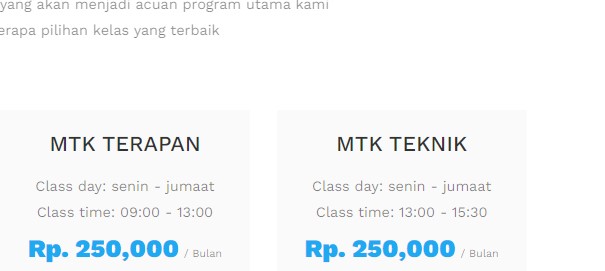 yang akan menjadi acuan program utama kami
pilihan kelas yang terbaik
MTK TERAPAN
Class day: senin - jumaat
Class time: 09:00 - 13:00
Rp. 250,000 / Bulan
MTK TEKNIK
Class day: senin - jumaat
Class time: 13:00 - 15:30
Rp. 250,000 / Bulan